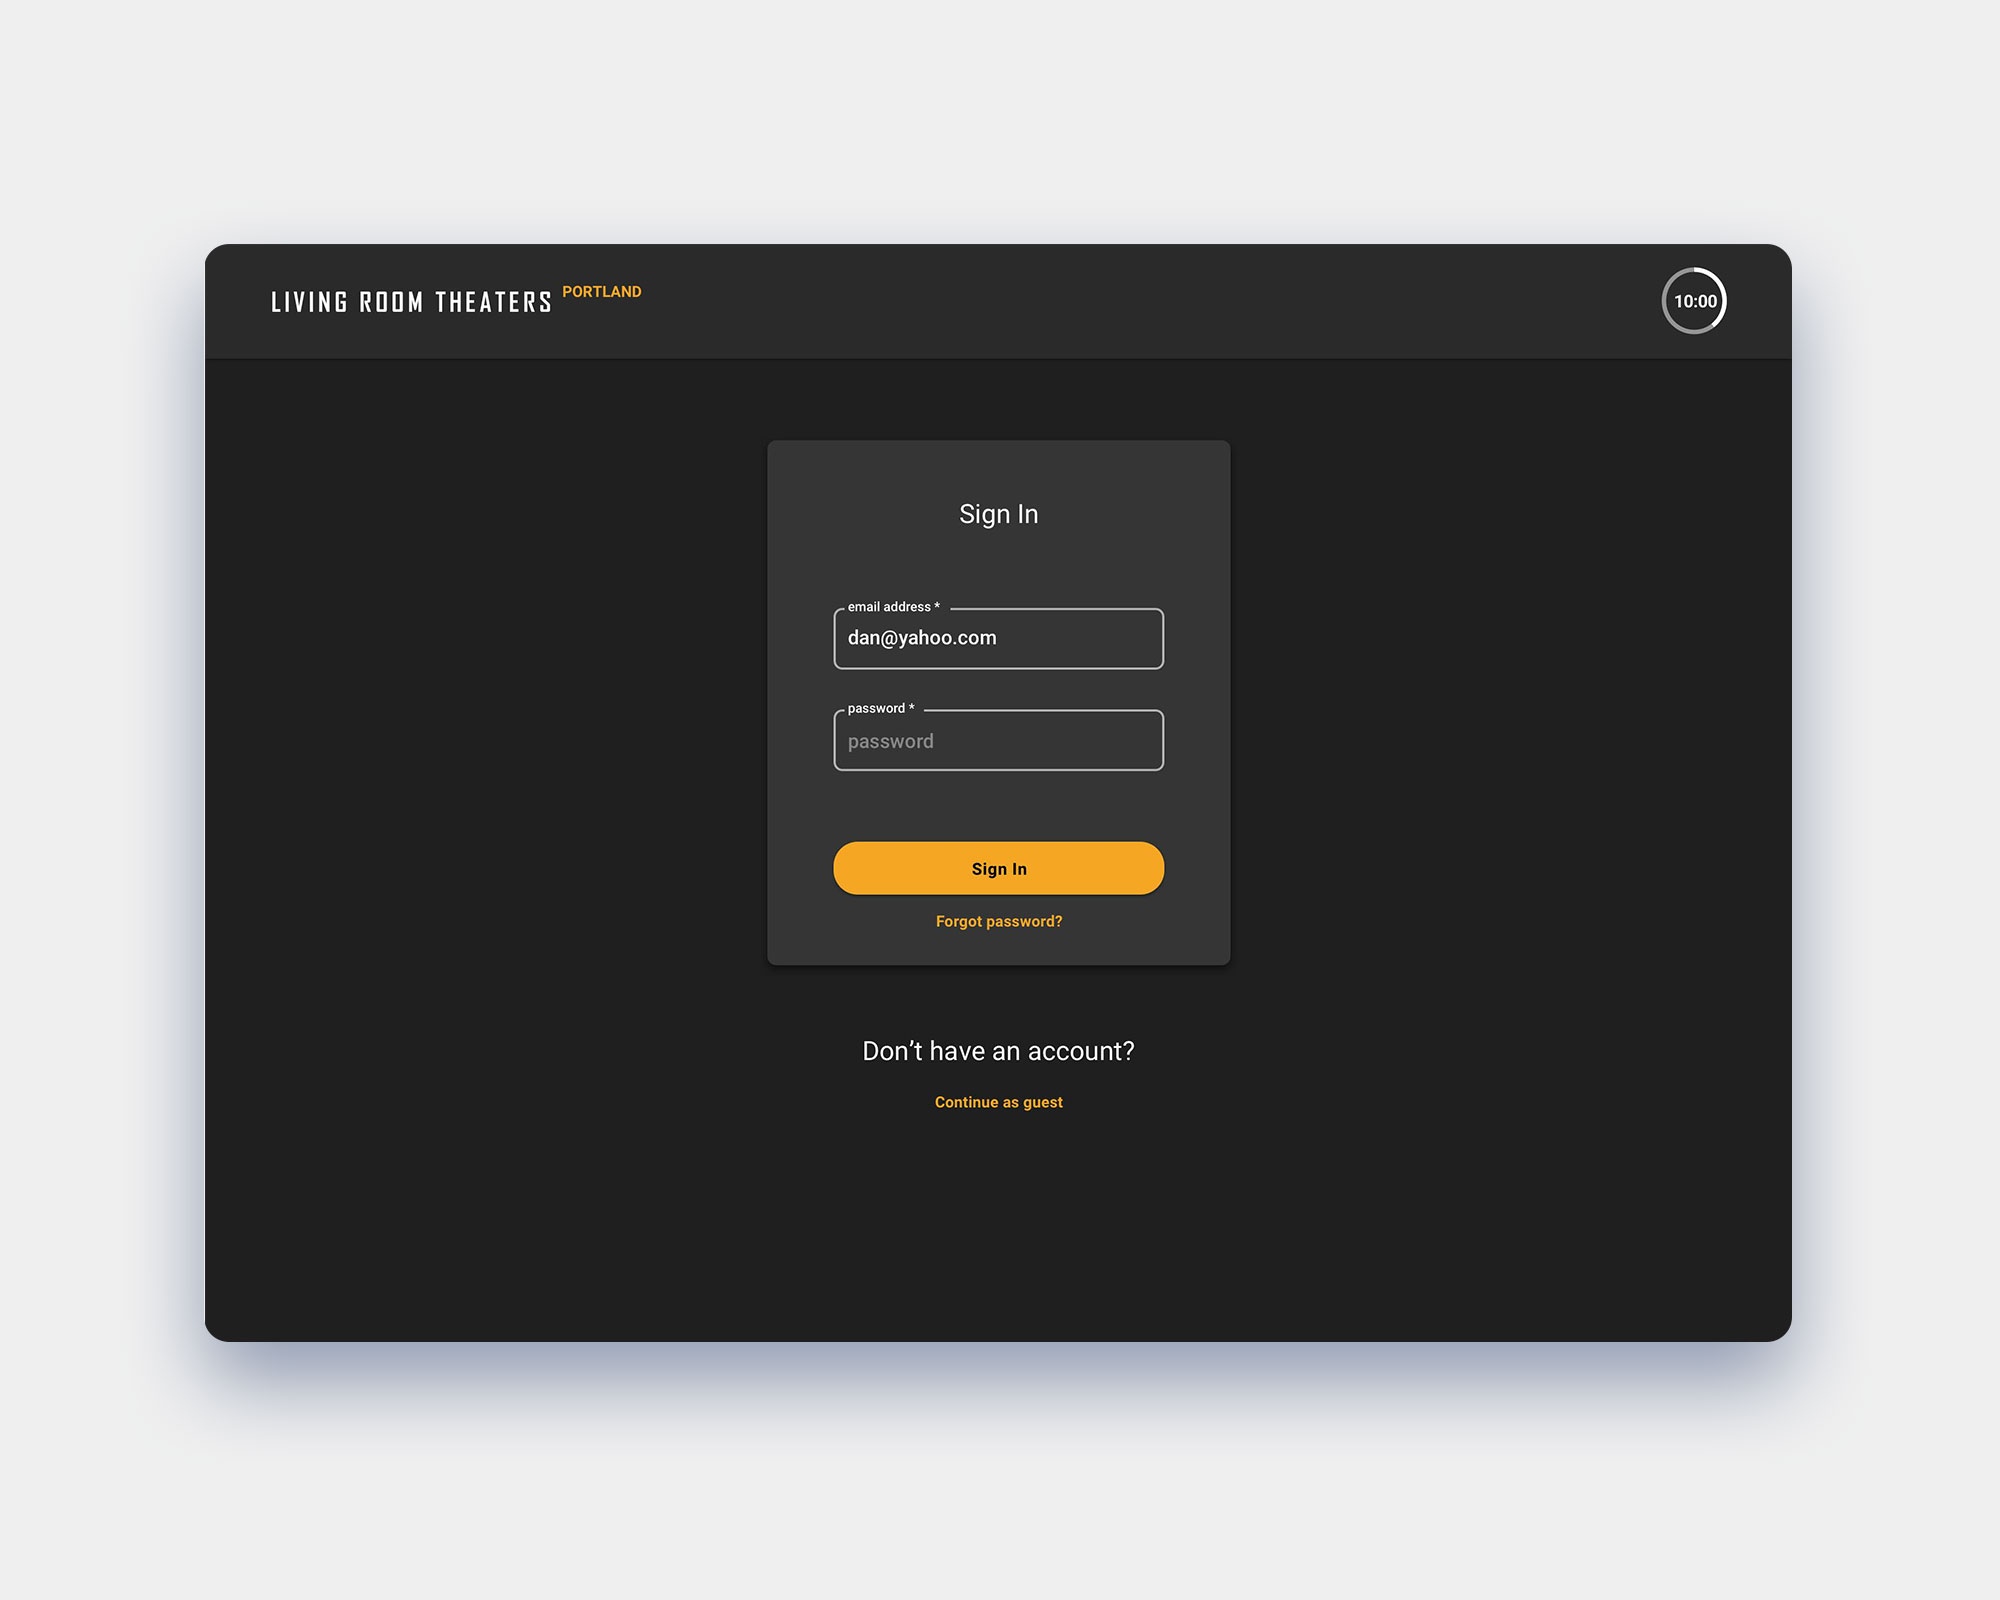 LIVING ROOM THEATERS PORTLAND
10:00
Sign In
email address *
dan@yahoo.com
password *
password
Sign In
Forgot password?
Don’t have an account?
Continue as guest